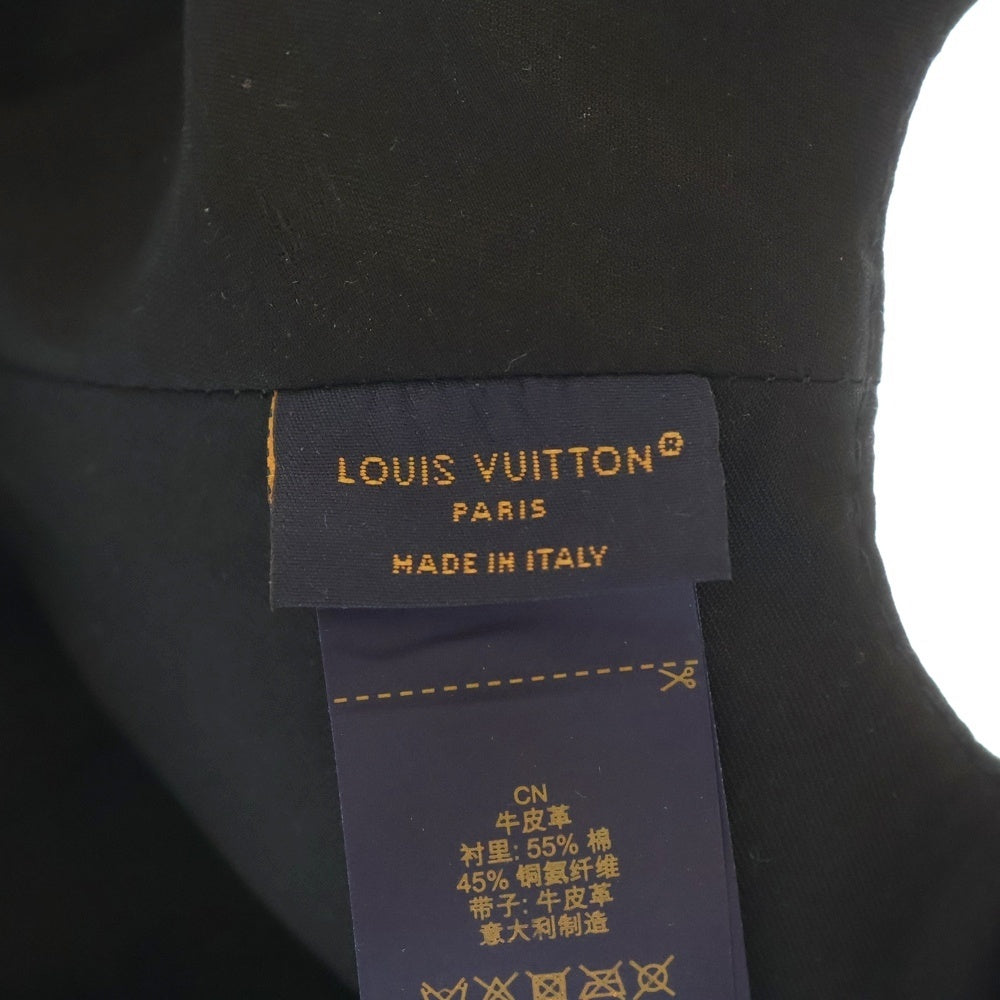 LOUIS VUITTON®
PARIS
MADE IN ITALY
CN
牛皮革
衬里: 55% 棉
45% 铜氨纤维
带子: 牛皮革
意大利制造